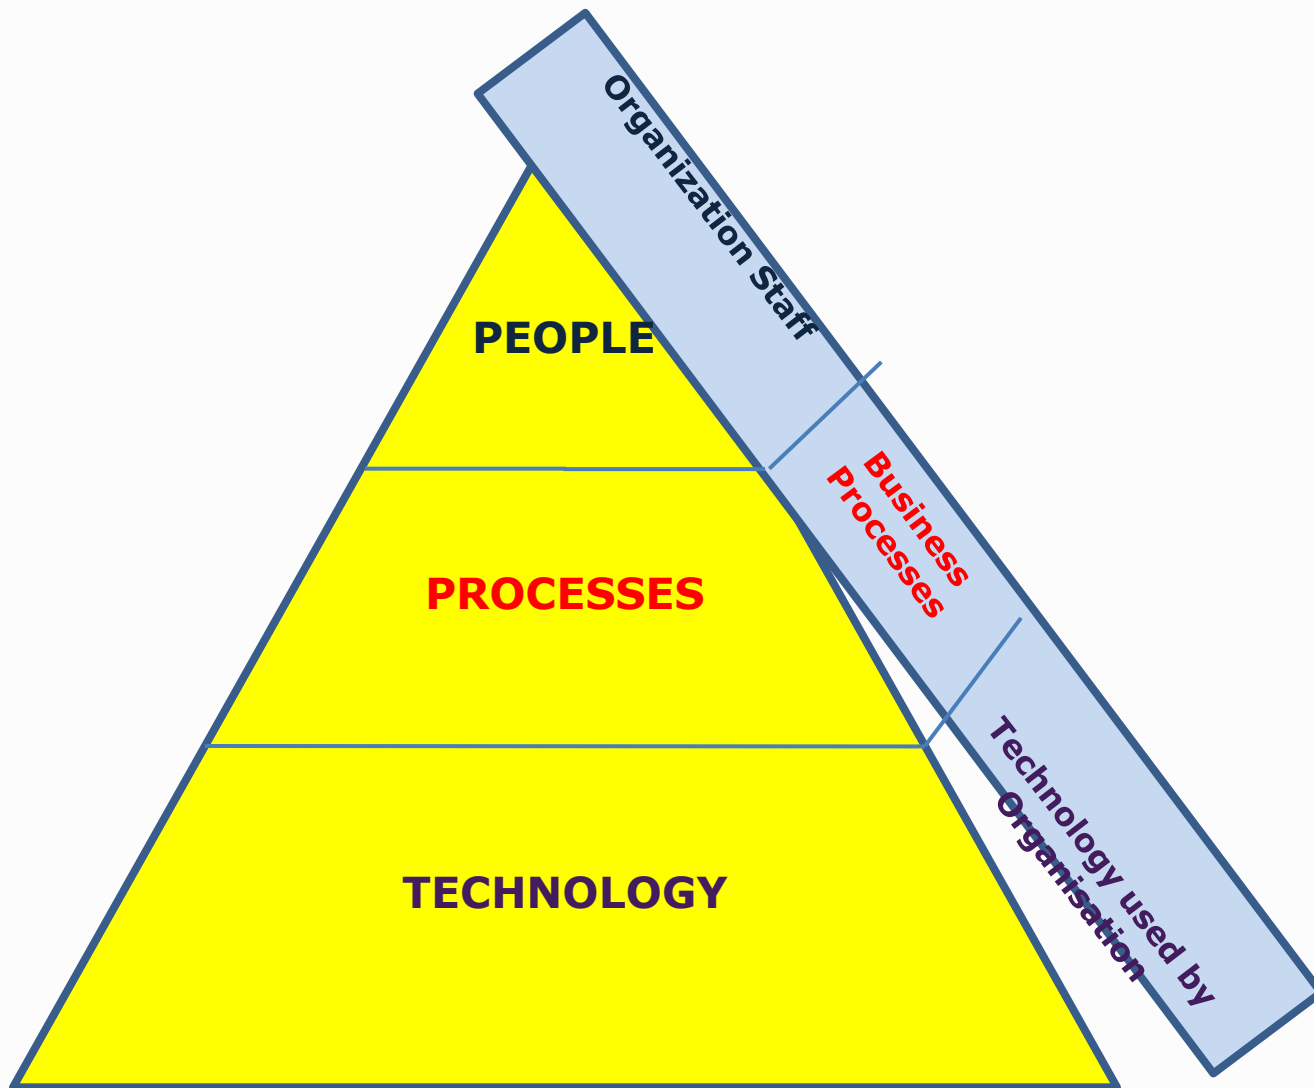 Organization Staff
PEOPLE
Business
Processes
PROCESSES
Technology used by
Organisation
TECHNOLOGY